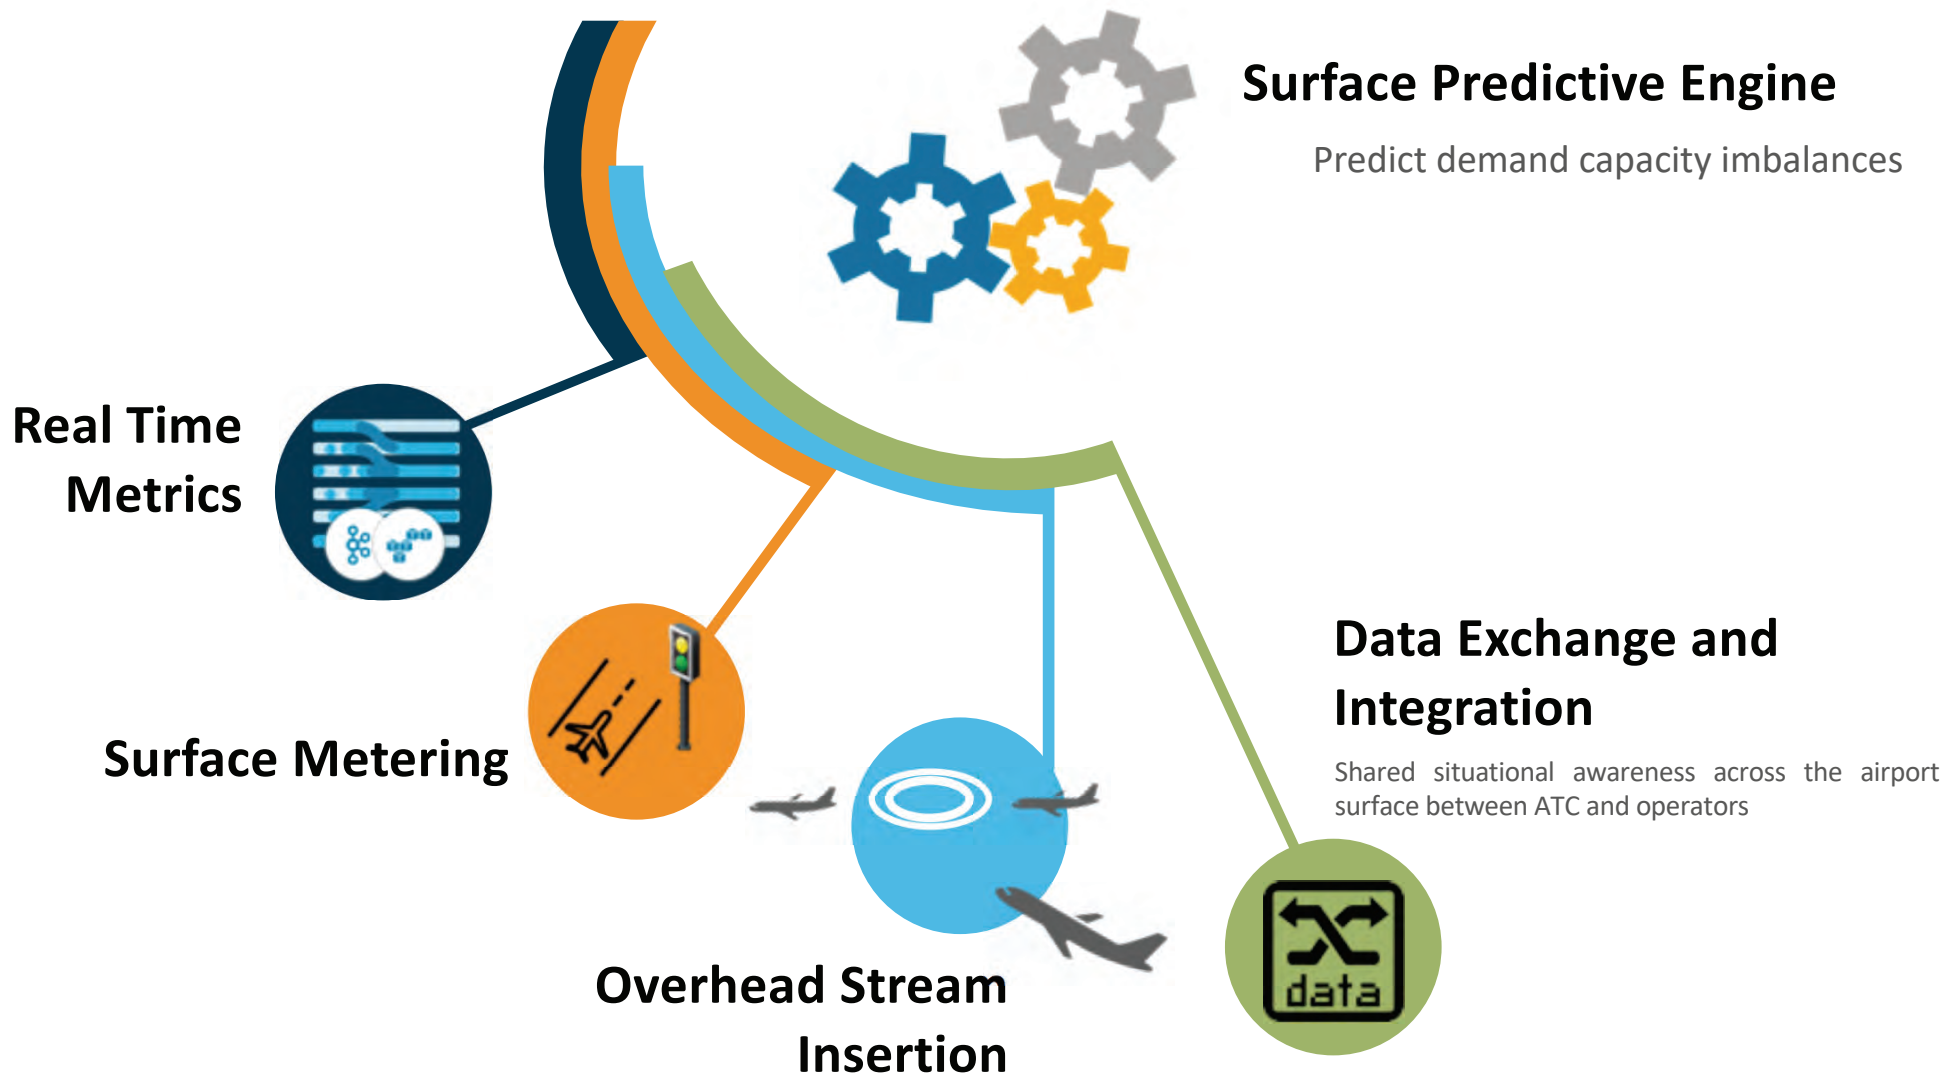 Surface Predictive Engine
Predict demand capacity imbalances
Real Time
Metrics
Surface Metering
Overhead Stream
Insertion
Data Exchange and
Integration
Shared situational awareness across the airport
surface between ATC and operators
data